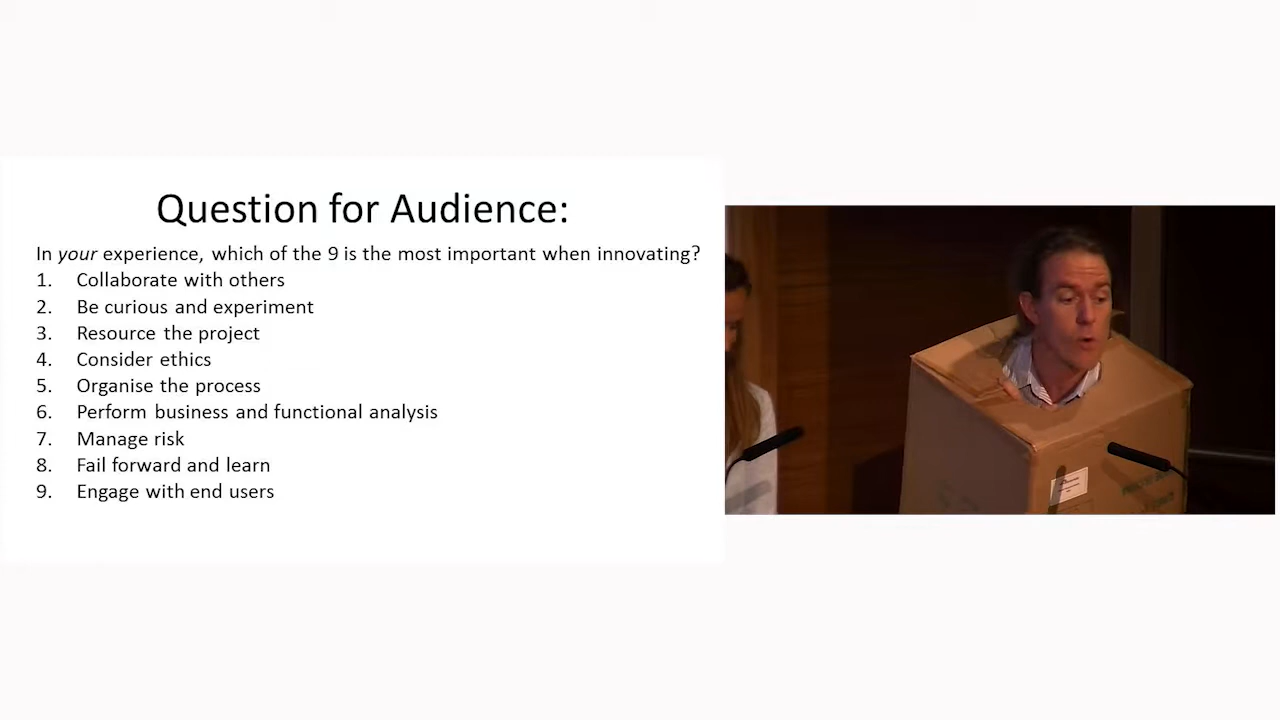 Question for Audience:
In your experience, which of the 9 is the most important when innovating?
1. Collaborate with others
2. Be curious and experiment
3. Resource the project
4. Consider ethics
5. Organise the process
6. Perform business and functional analysis
7. Manage risk
8. Fail forward and learn
9. Engage with end users